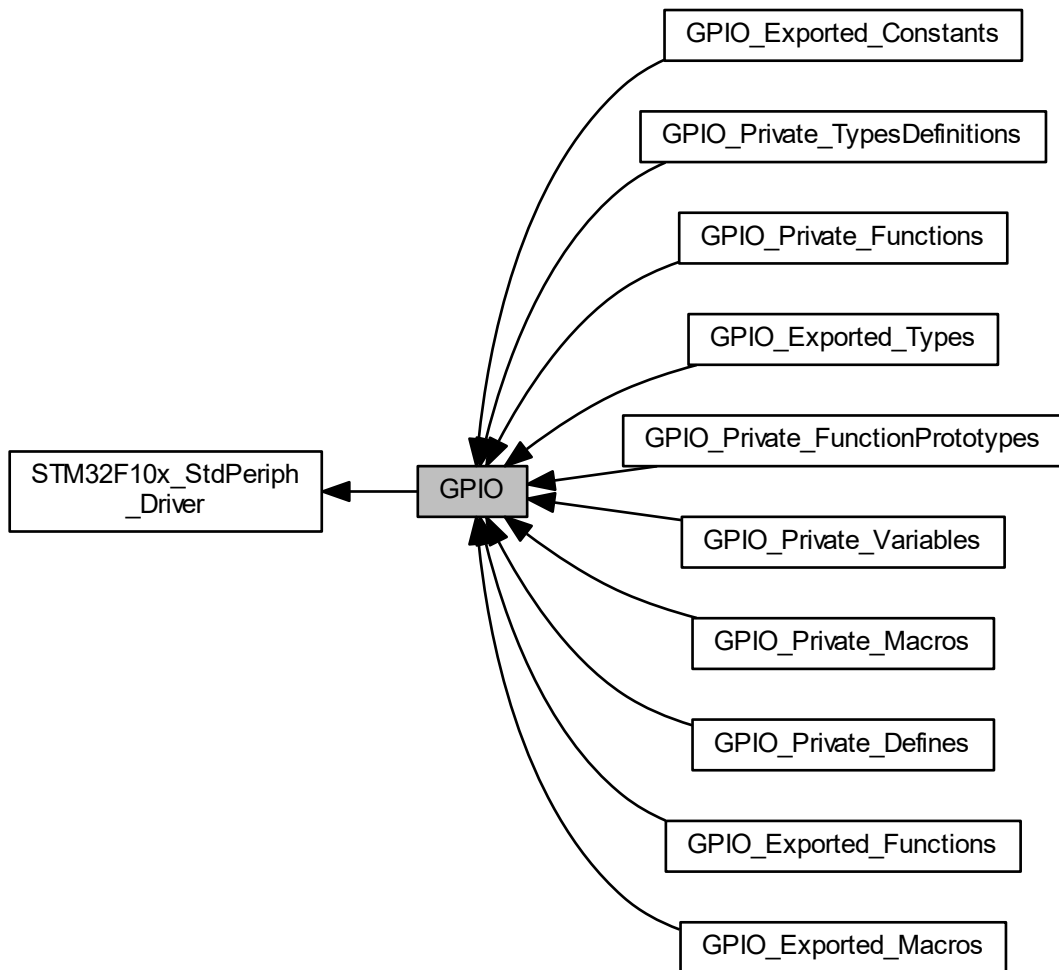 GPIO_Exported_Constants
GPIO_Private_TypesDefinitions
GPIO_Private_Functions
GPIO_Exported_Types
GPIO_Private_FunctionPrototypes
STM32F10x_StdPeriph
_Driver
GPIO
GPIO_Private_Variables
GPIO_Private_Macros
GPIO_Private_Defines
GPIO_Exported_Functions
GPIO_Exported_Macros